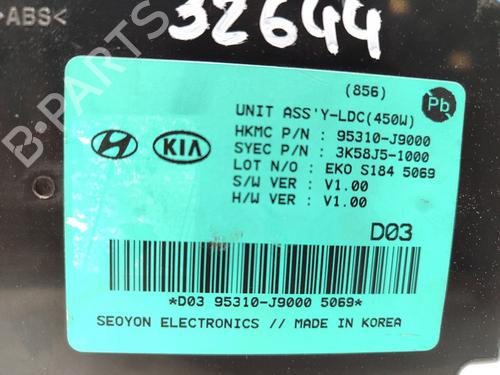 >ABS<
32644
(856)
Pb
UNIT ASS'Y-LDC(450W)
HKMC P/N : 95310-J9000
SYEC P/N : 3K58J5-1000
LOT N/O : EKO S184 5069
S/W VER : V1.00
H/W VER : V1.00
KIA
D03
*D03 95310-J9000 5069*
SEOYON ELECTRONICS // MADE IN KOREA
B-PARTS